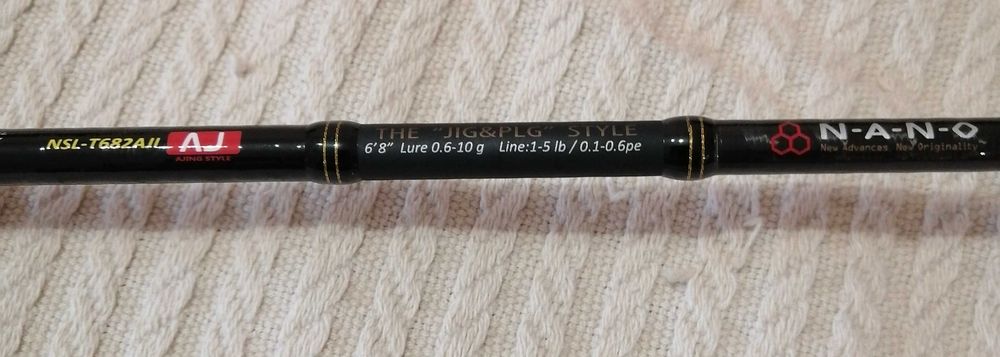 NSL-T682AJL
AJ
AJING STYLE
THE "JIG&PLG" STYLE
6'8" Lure 0.6-10 g Line:1-5 lb / 0.1-0.6pe
N-A-N-O
New Advances New Originality